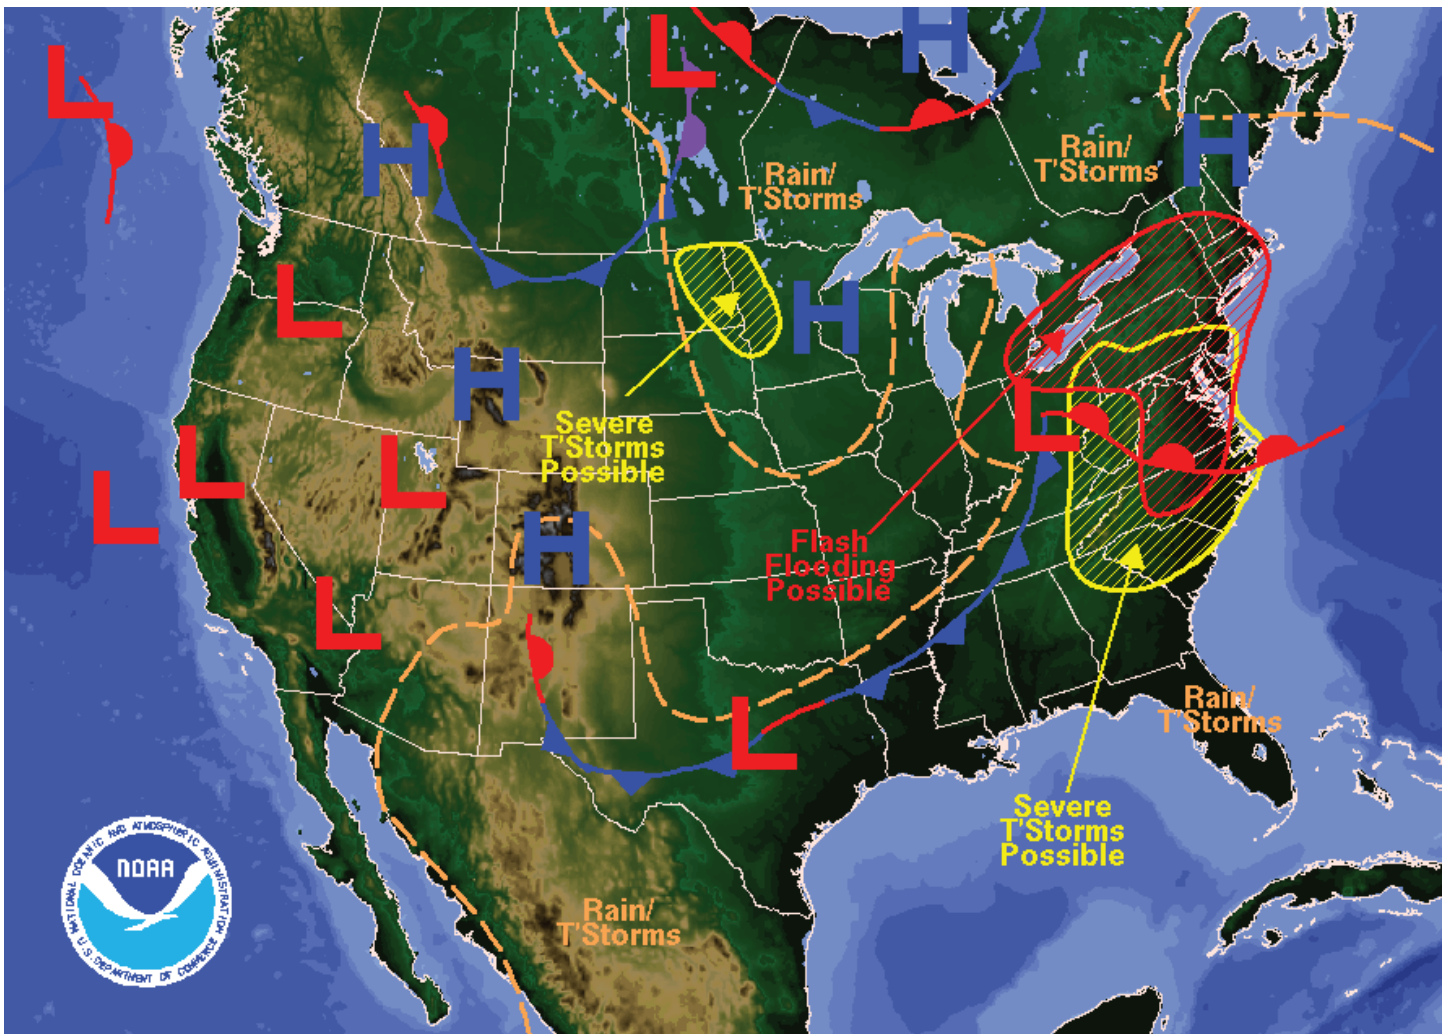 L
H
L
H
H
Rain/
T'Storms
Rain/
T'Storms
L
H
H
L
Severe
T'Storms
Possible
L
L
L
H
Flash
Flooding
Possible
L
L
Rain/
T'Storms
Severe
T'Storms
Possible
Rain/
T'Storms
NATIONAL OCEANIC AND ATMOSPHERIC ADMINISTRATION
NOAA
U.S. DEPARTMENT OF COMMERCE